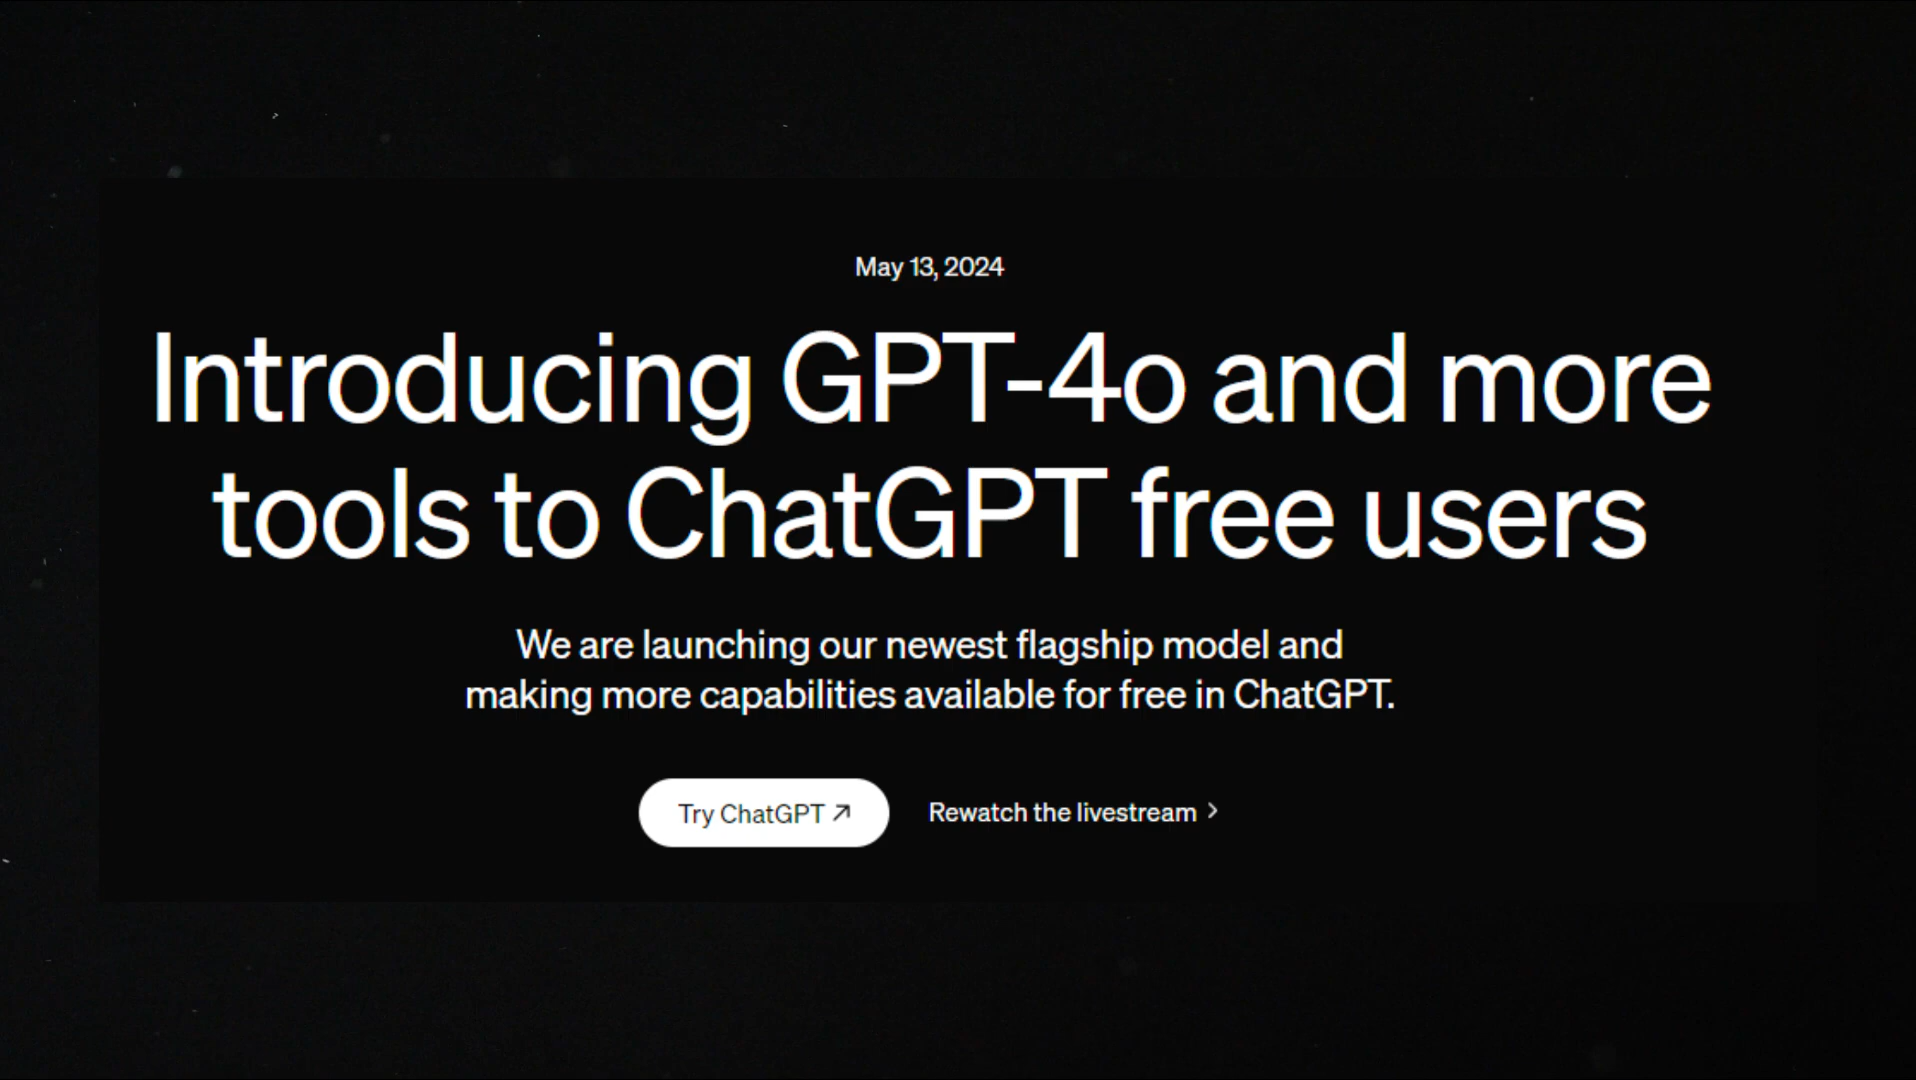 May 13, 2024
Introducing GPT-4o and more
tools to ChatGPT free users
We are launching our newest flagship model and
making more capabilities available for free in ChatGPT.
Try ChatGPT ↗
Rewatch the livestream >